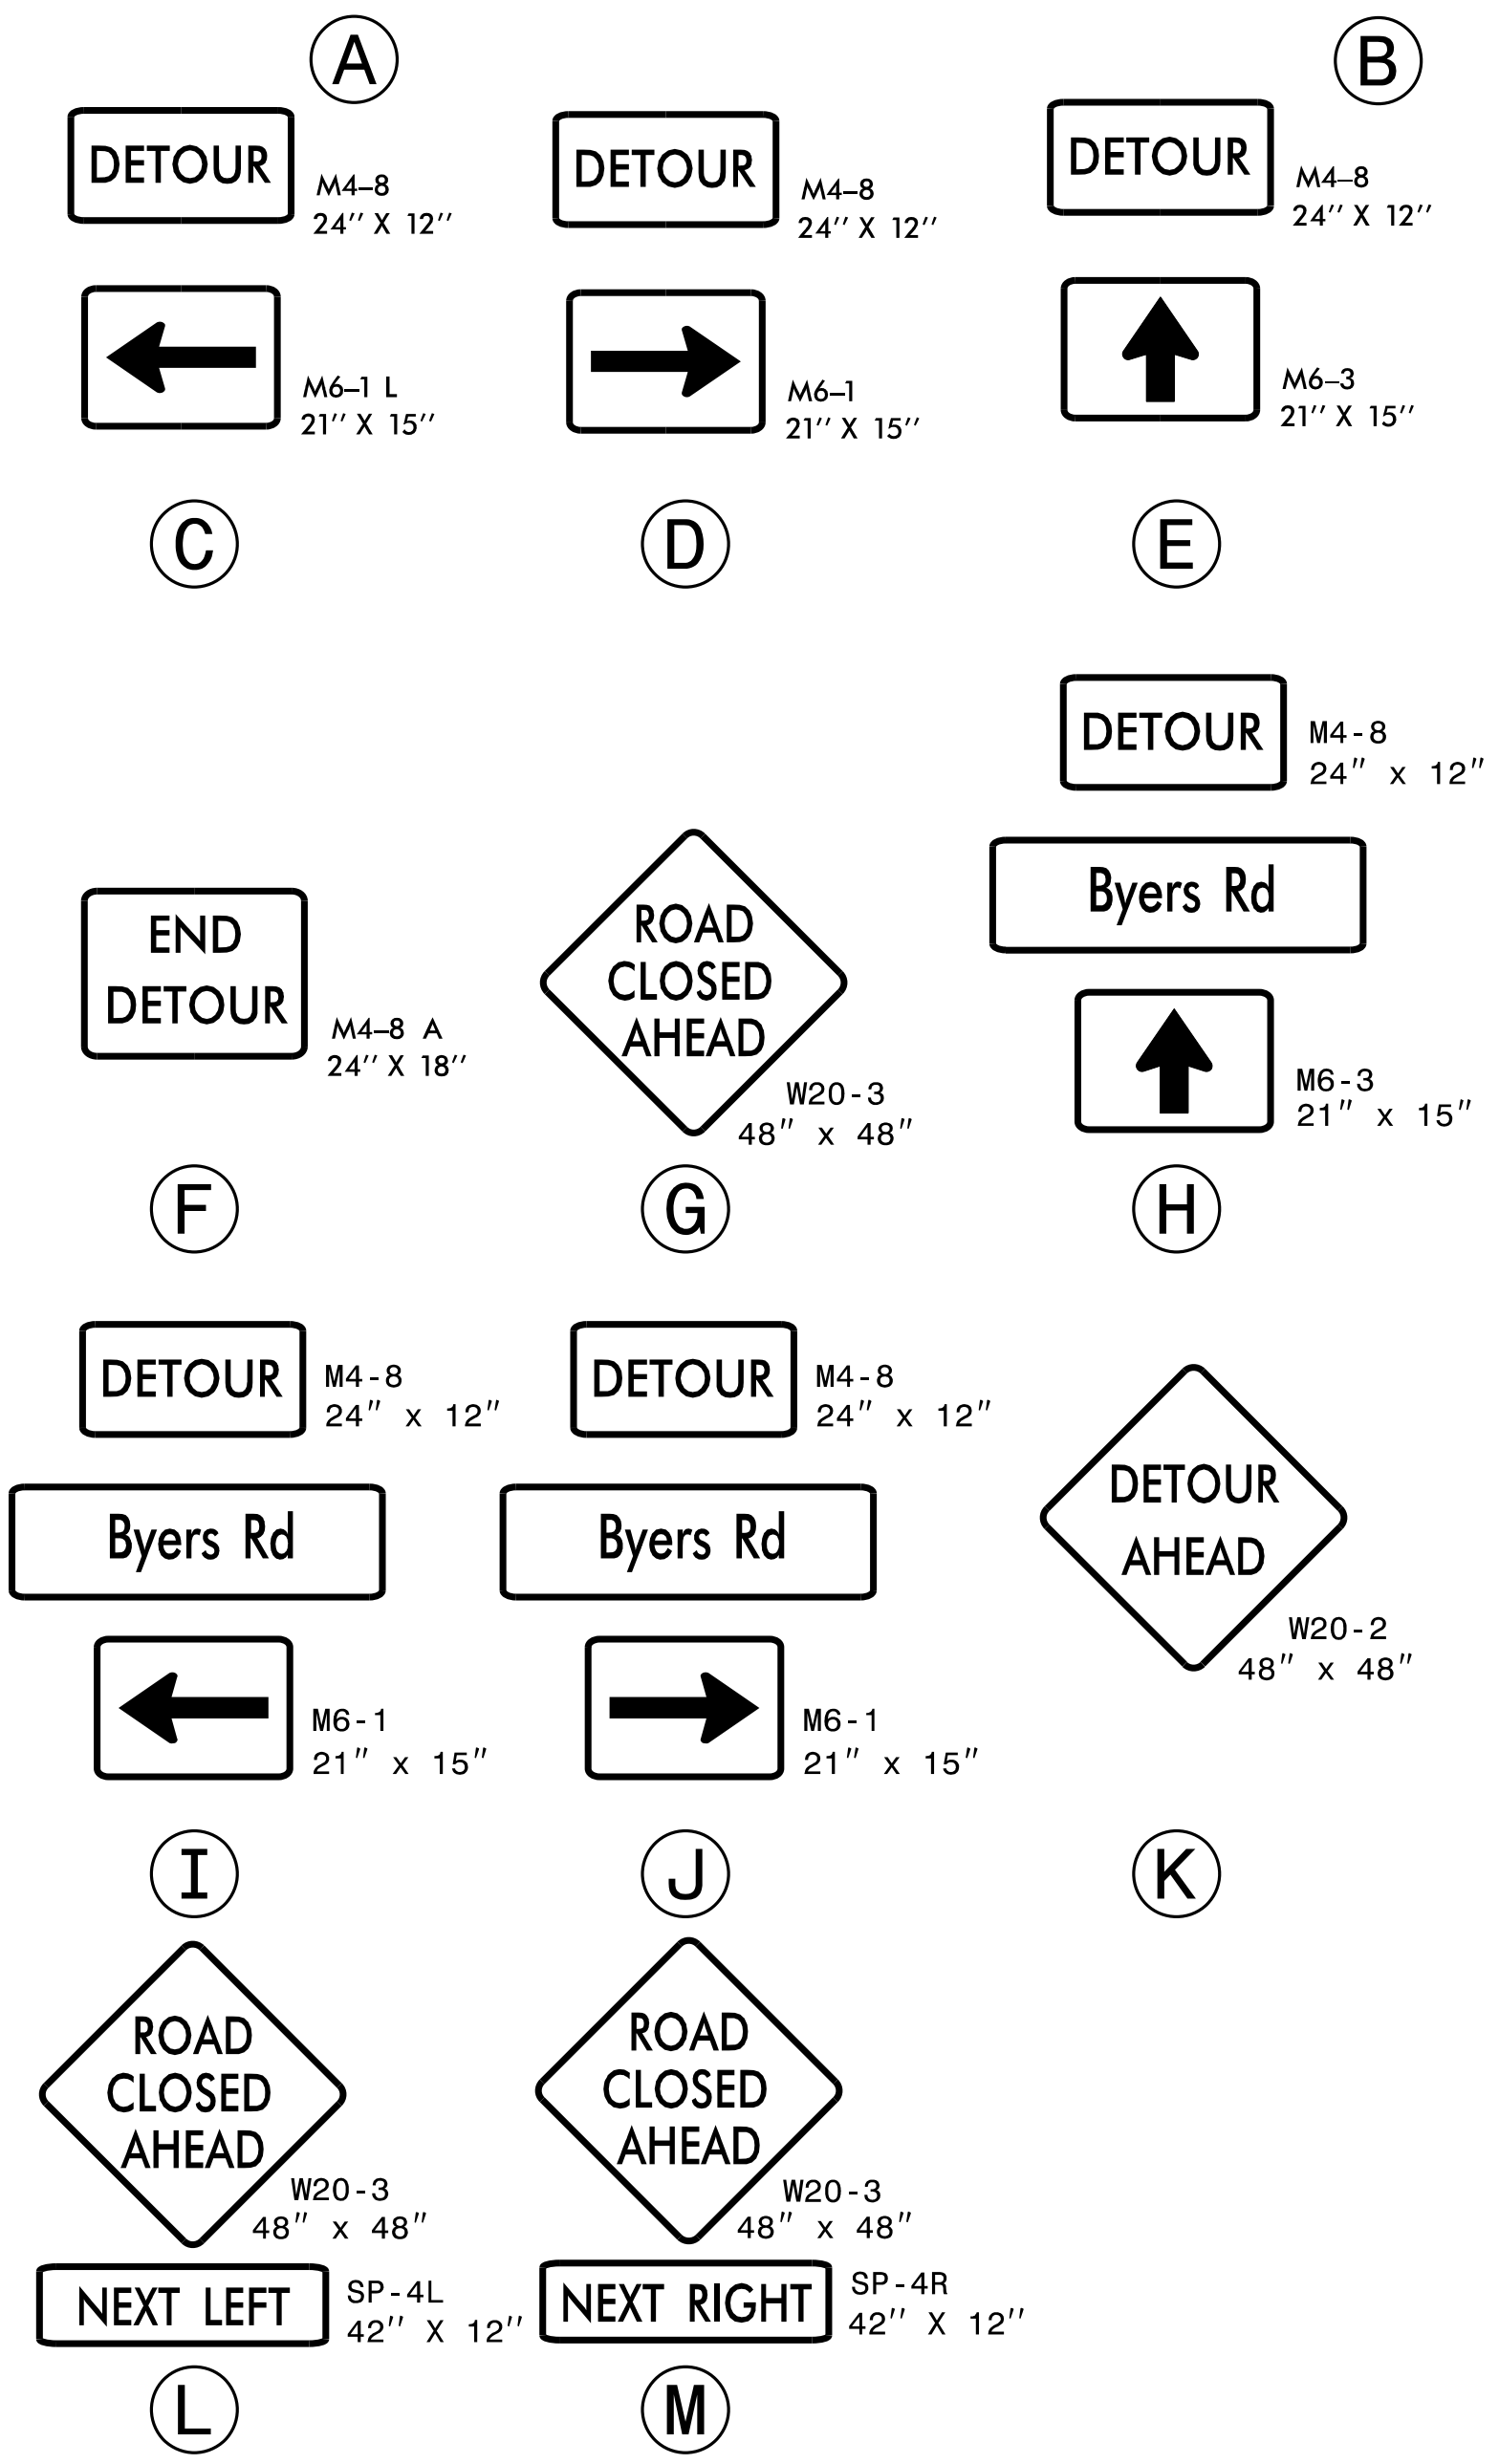 A
B
DETOUR
M4–8
24'' X 12''
M6–1 L
21'' X 15''
C
DETOUR
M4–8
24'' X 12''
M6–1
21'' X 15''
D
DETOUR
M4–8
24'' X 12''
M6–3
21'' X 15''
E
END
DETOUR
M4–8 A
24'' X 18''
F
ROAD
CLOSED
AHEAD
W20-3
48" x 48"
G
DETOUR
M4-8
24" x 12"
Byers Rd
M6-3
21" x 15"
H
DETOUR
M4-8
24" x 12"
Byers Rd
M6-1
21" x 15"
I
DETOUR
M4-8
24" x 12"
Byers Rd
M6-1
21" x 15"
J
DETOUR
AHEAD
W20-2
48" x 48"
K
ROAD
CLOSED
AHEAD
W20-3
48" x 48"
NEXT LEFT
SP-4L
42'' X 12''
L
ROAD
CLOSED
AHEAD
W20-3
48" x 48"
NEXT RIGHT
SP-4R
42'' X 12''
M